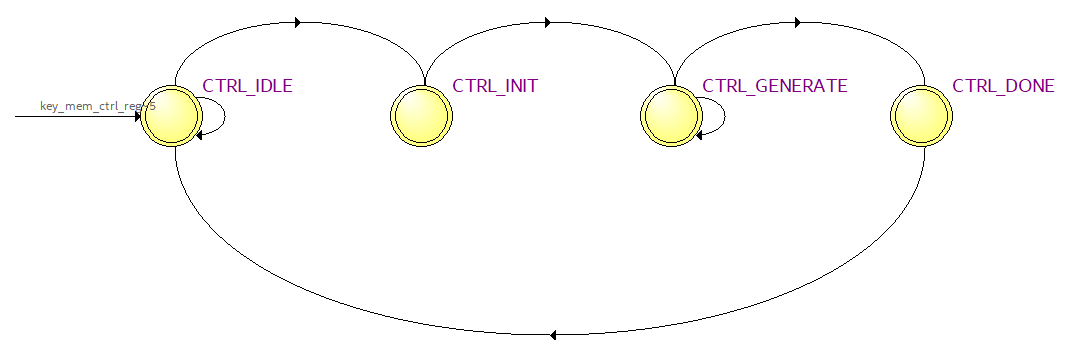 key_mem_ctrl_reg~5
CTRL_IDLE
CTRL_INIT
CTRL_GENERATE
CTRL_DONE